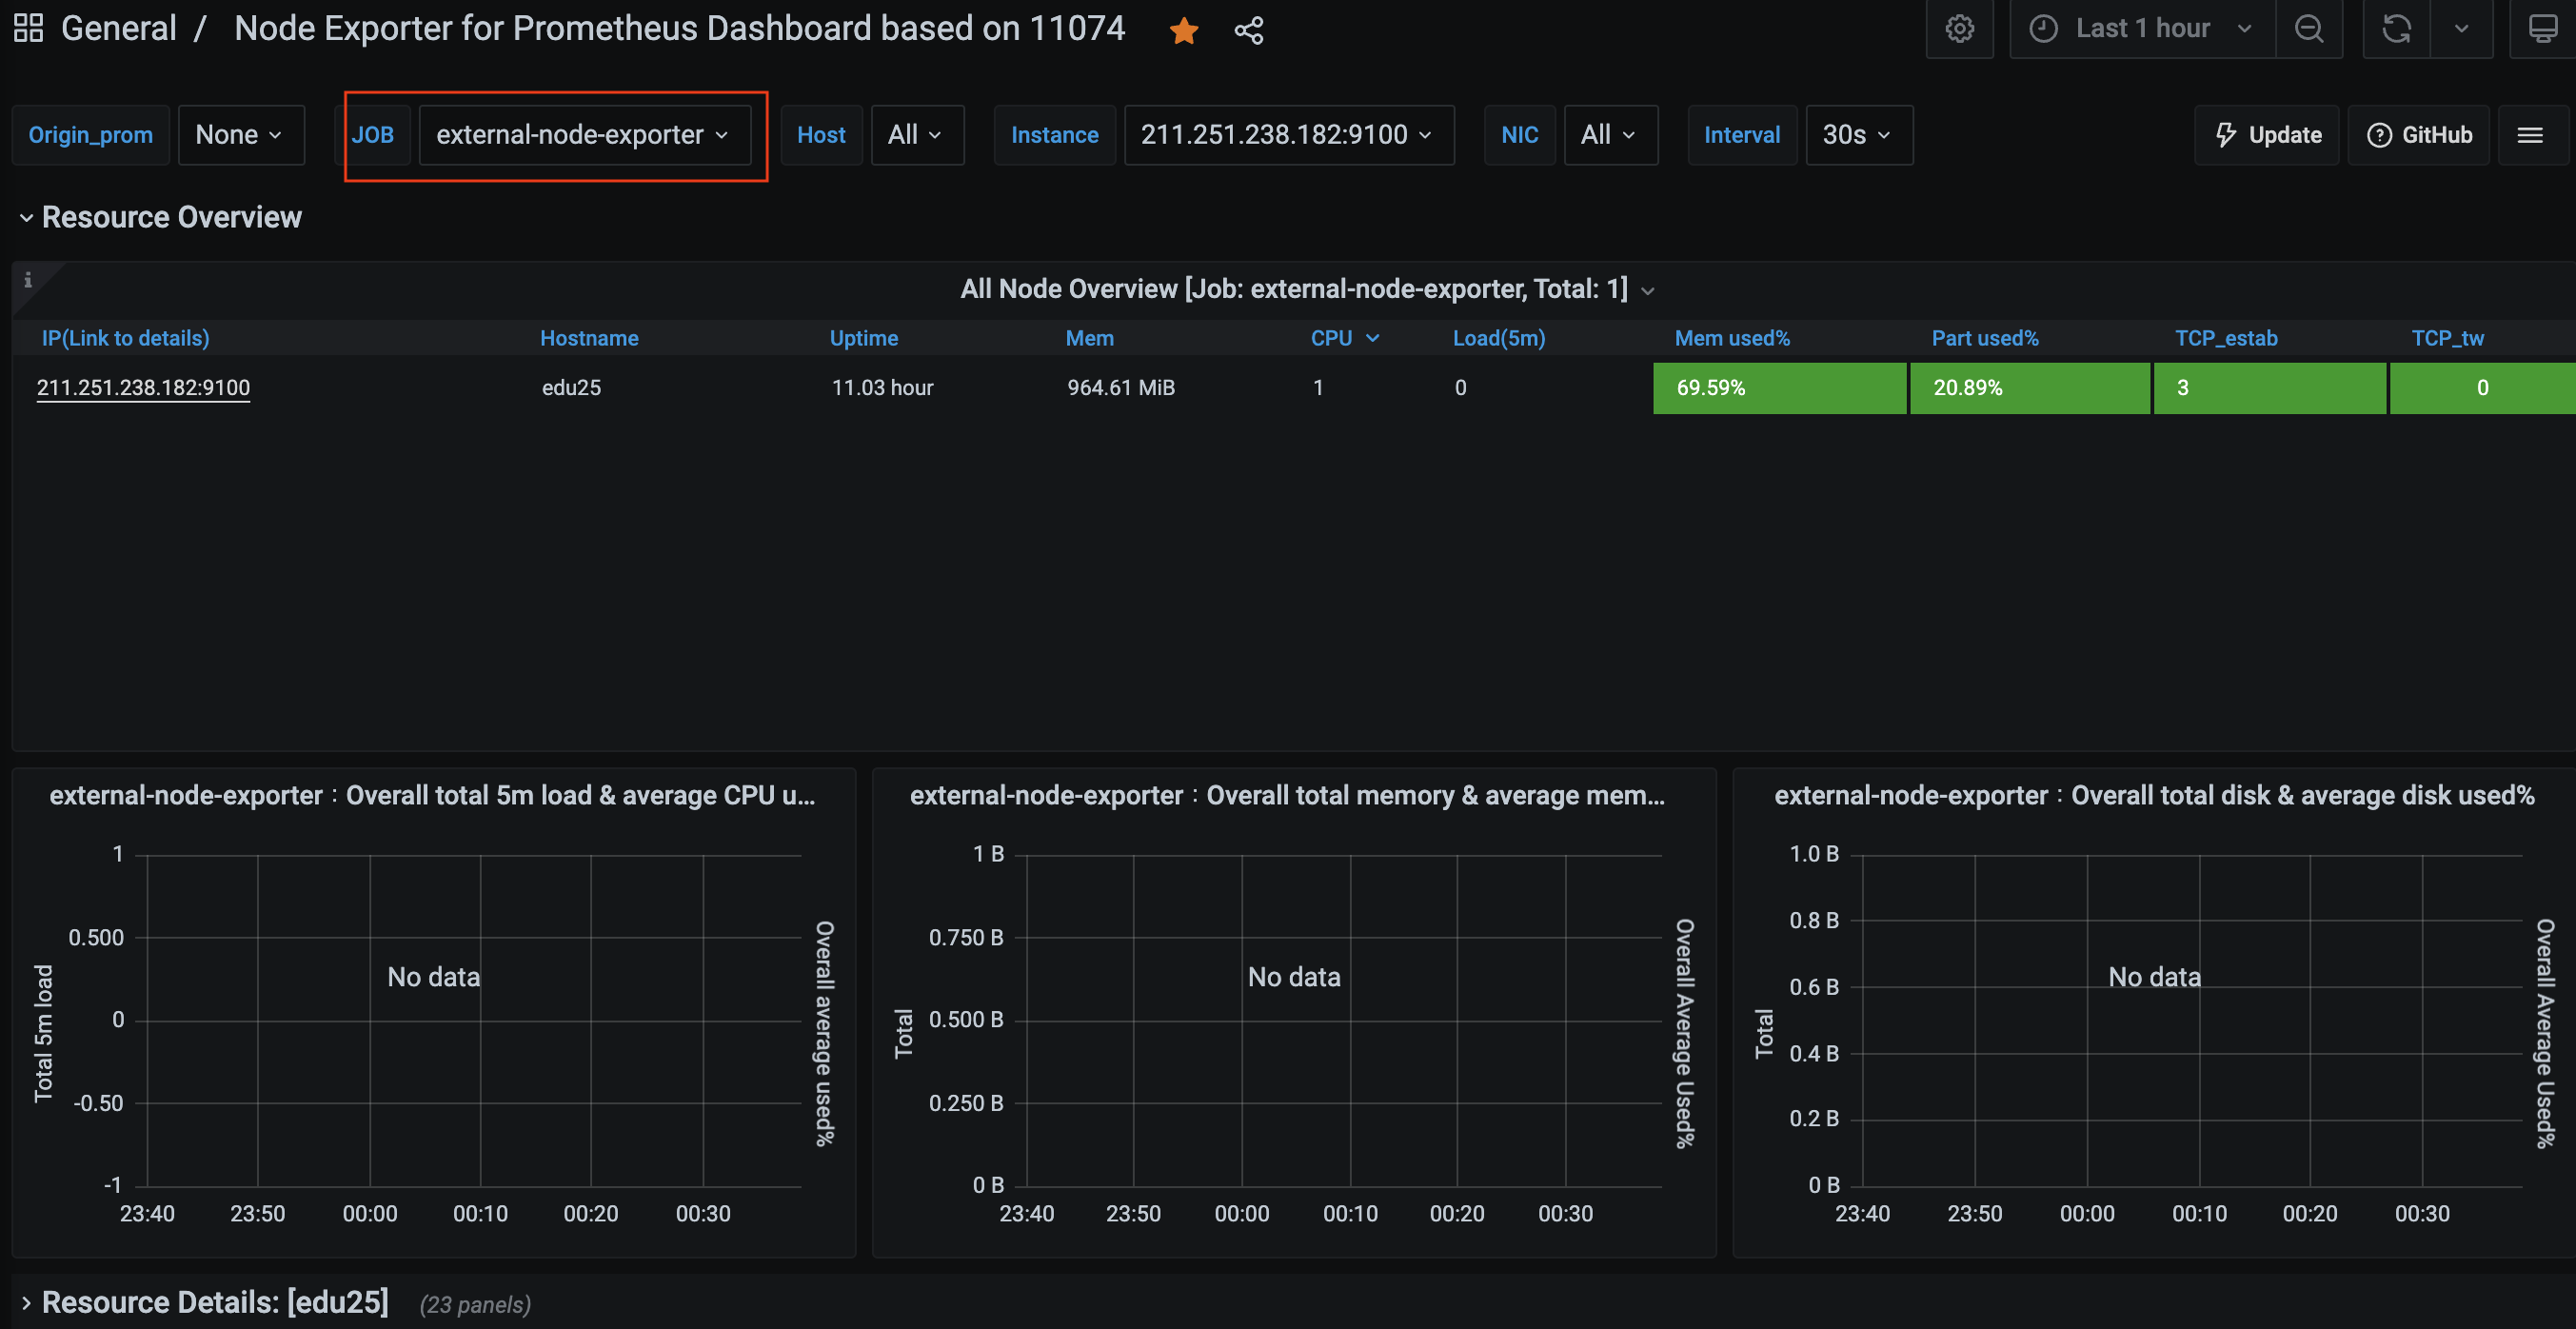 General / Node Exporter for Prometheus Dashboard based on 11074
Last 1 hour
Origin_prom None JOB external-node-exporter Host All Instance 211.251.238.182:9100 NIC All Interval 30s Update GitHub
Resource Overview
i
All Node Overview [Job: external-node-exporter, Total: 1]
IP(Link to details) Hostname Uptime Mem CPU Load(5m) Mem used% Part used% TCP_estab TCP_tw
211.251.238.182:9100 edu25 11.03 hour 964.61 MiB 1 0 69.59% 20.89% 3 0
external-node-exporter：Overall total 5m load & average CPU u...
1
0.500
0
-0.50
-1
Total 5m load
Overall average used%
No data
23:40 23:50 00:00 00:10 00:20 00:30
external-node-exporter：Overall total memory & average mem...
1 B
0.750 B
0.500 B
0.250 B
0 B
Total
Overall Average Used%
No data
23:40 23:50 00:00 00:10 00:20 00:30
external-node-exporter：Overall total disk & average disk used%
1.0 B
0.8 B
0.6 B
0.4 B
0.2 B
0 B
Total
Overall Average Used%
No data
23:40 23:50 00:00 00:10 00:20 00:30
Resource Details: [edu25] (23 panels)